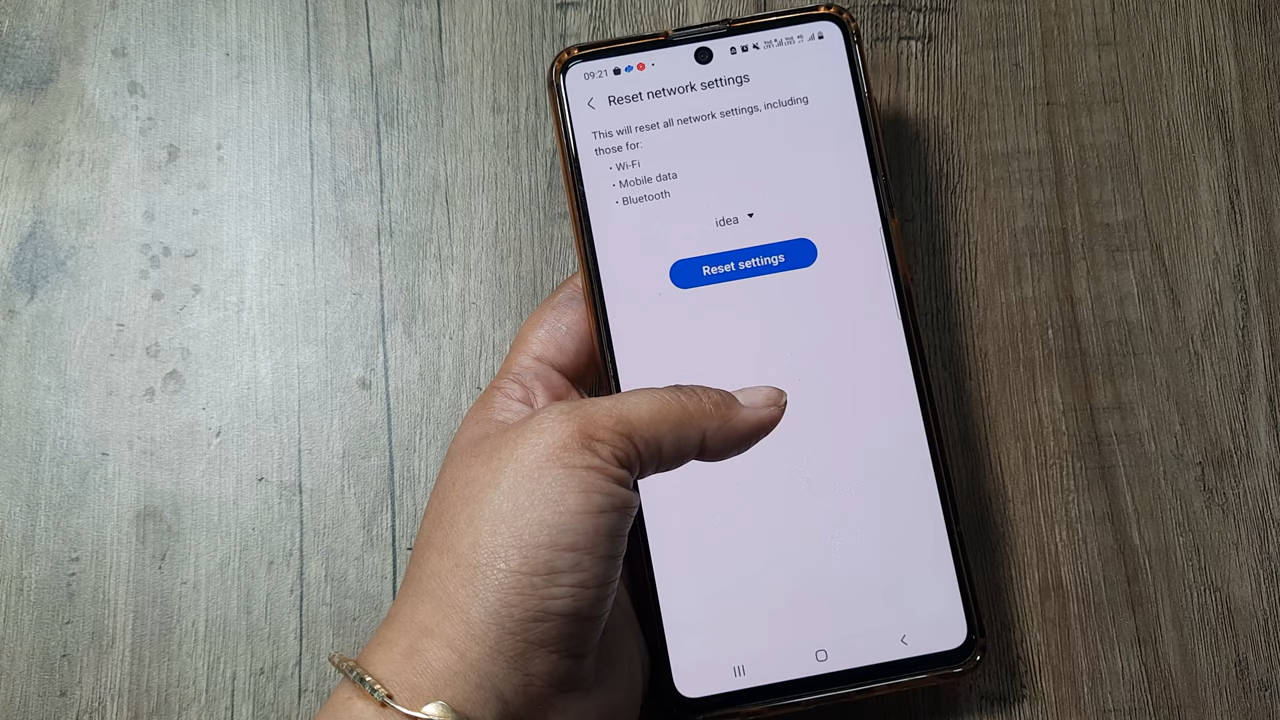 09:21
Reset network settings
This will reset all network settings, including
those for:
• Wi-Fi
• Mobile data
• Bluetooth
idea
Reset settings